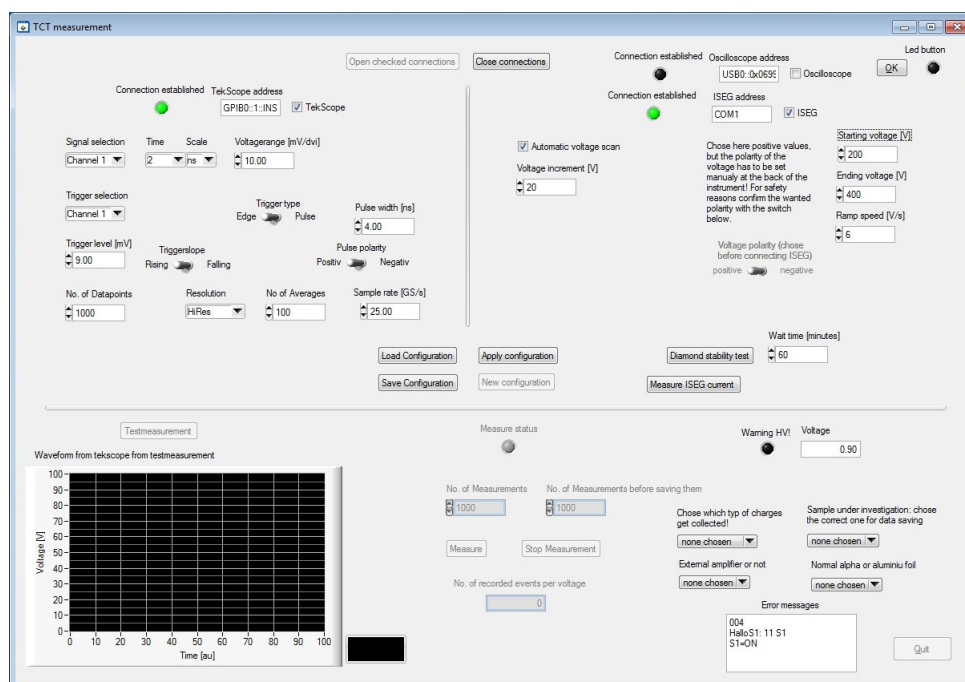 TCT measurement
Open checked connections
Close connections
Connection established
Oscilloscope address
USB0::0x0699
Oscilloscope
Led button
OK
Connection established
TekScope address
GPIB0::1::INS
TekScope
Connection established
ISEG address
COM1
ISEG
Signal selection
Channel 1
Time
2
Scale
ns
Voltagerange [mV/dvi]
10.00
Trigger selection
Channel 1
Trigger type
Edge
Pulse
Pulse width [ns]
4.00
Trigger level [mV]
9.00
Triggerslope
Rising
Falling
Pulse polarity
Positiv
Negativ
No. of Datapoints
1000
Resolution
HiRes
No of Averages
100
Sample rate [GS/s]
25.00
Automatic voltage scan
Voltage increment [V]
20
Chose here positive values,
but the polarity of the
voltage has to be set
manualy at the back of the
instrument! For safety
reasons confirm the wanted
polarity with the switch
below.
Voltage polarity (chose
before connecting ISEG)
positive
negative
Starting voltage [V]
200
Ending voltage [V]
400
Ramp speed [V/s]
6
Load Configuration
Apply configuration
Save Configuration
New configuration
Diamond stability test
Wait time [minutes]
60
Measure ISEG current
Testmeasurement
Waveform from tekscope from testmeasurement
Voltage [V]
100
90
80
70
60
50
40
30
20
10
0
0 10 20 30 40 50 60 70 80 90 100
Time [au]
Measure status
No. of Measurements
1000
No. of Measurements before saving them
1000
Measure
Stop Measurement
No. of recorded events per voltage
0
Warning HV!
Voltage
0.90
Chose which typ of charges
get collected!
none chosen
Sample under investigation: chose
the correct one for data saving
none chosen
External amplifier or not
none chosen
Normal alpha or aluminiu foil
none chosen
Error messages
004
HalloS1: 11 S1
S1=ON
Quit